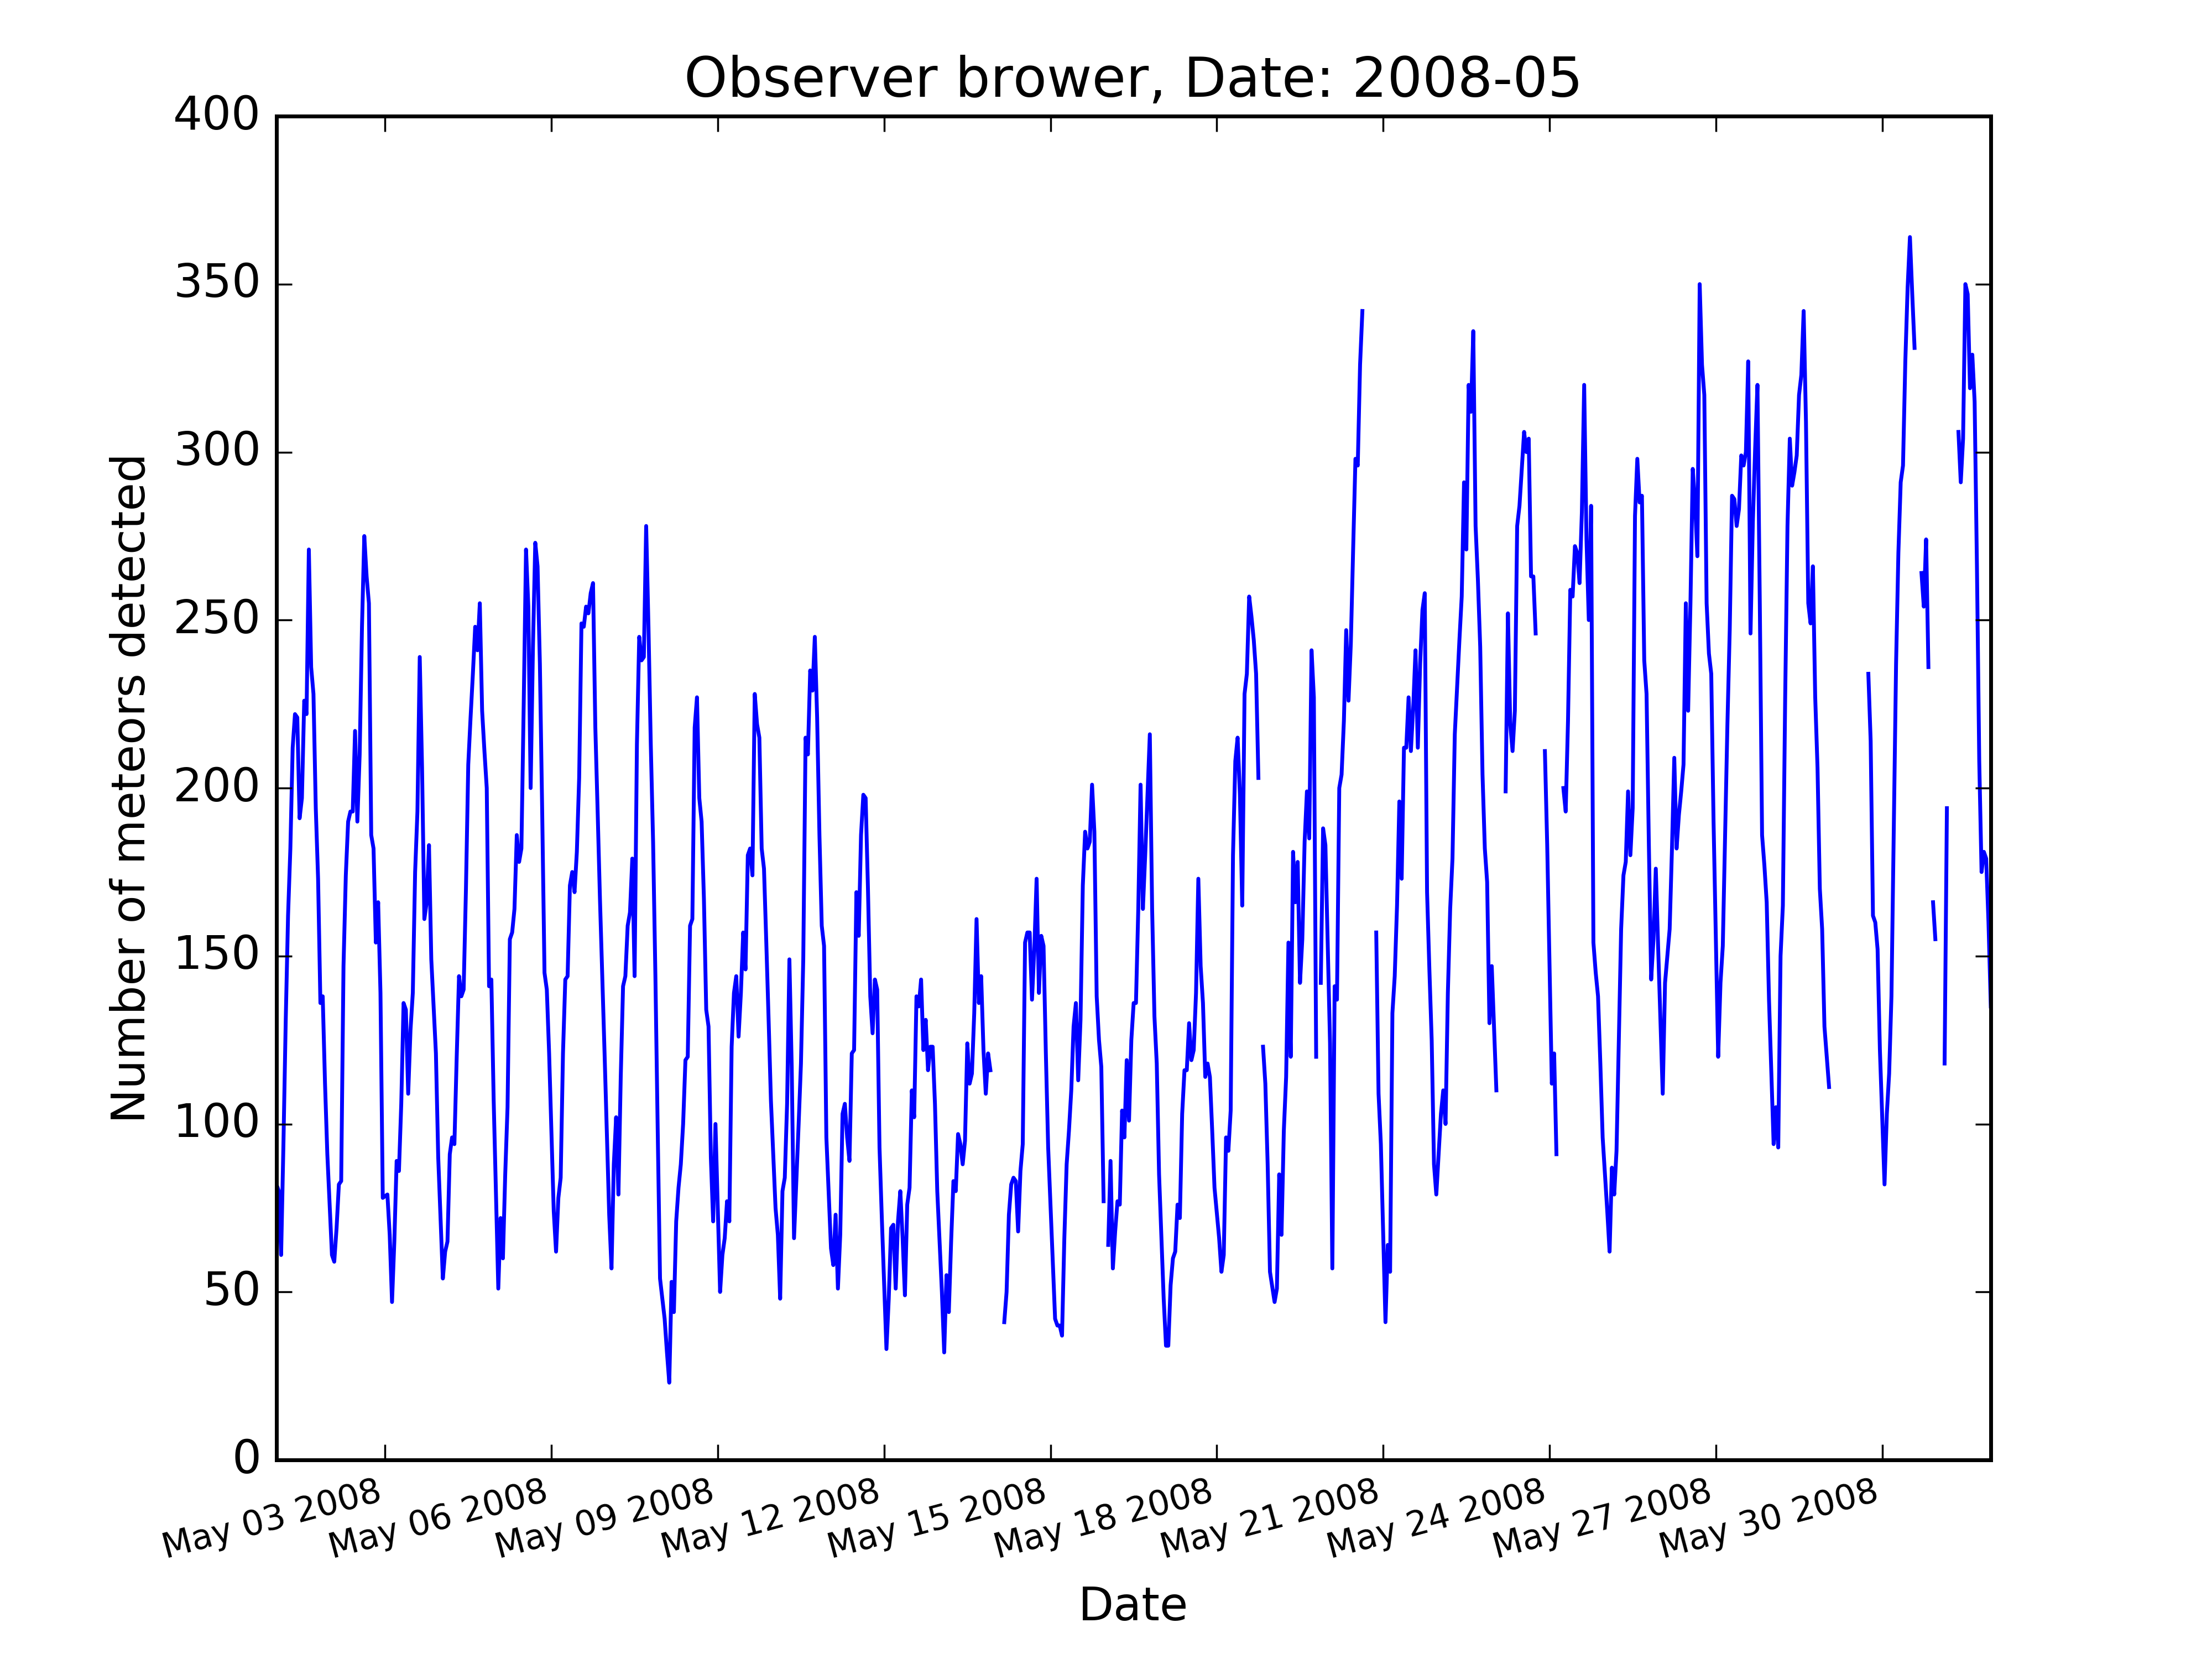 Observer brower, Date: 2008-05
400
350
300
250
200
150
100
50
0
Number of meteors detected
May 03 2008
May 06 2008
May 09 2008
May 12 2008
May 15 2008
May 18 2008
May 21 2008
May 24 2008
May 27 2008
May 30 2008
Date